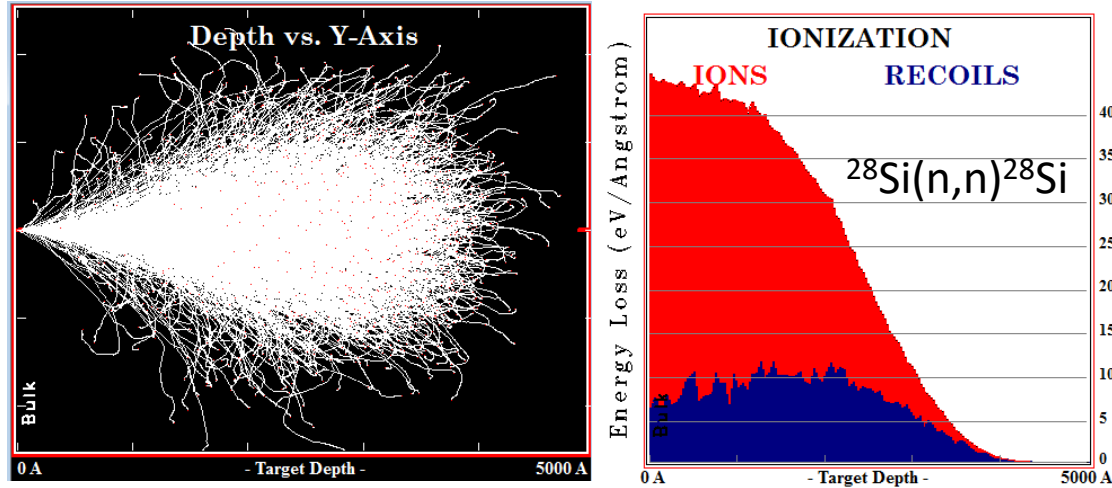 Depth vs. Y-Axis
Bulk
0 A - Target Depth - 5000 A
Energy Loss (eV/Angstrom)
IONIZATION
IONS RECOILS
²⁸Si(n,n)²⁸Si
40
35
30
25
20
15
10
5
0
Bulk
0 A - Target Depth - 5000 A